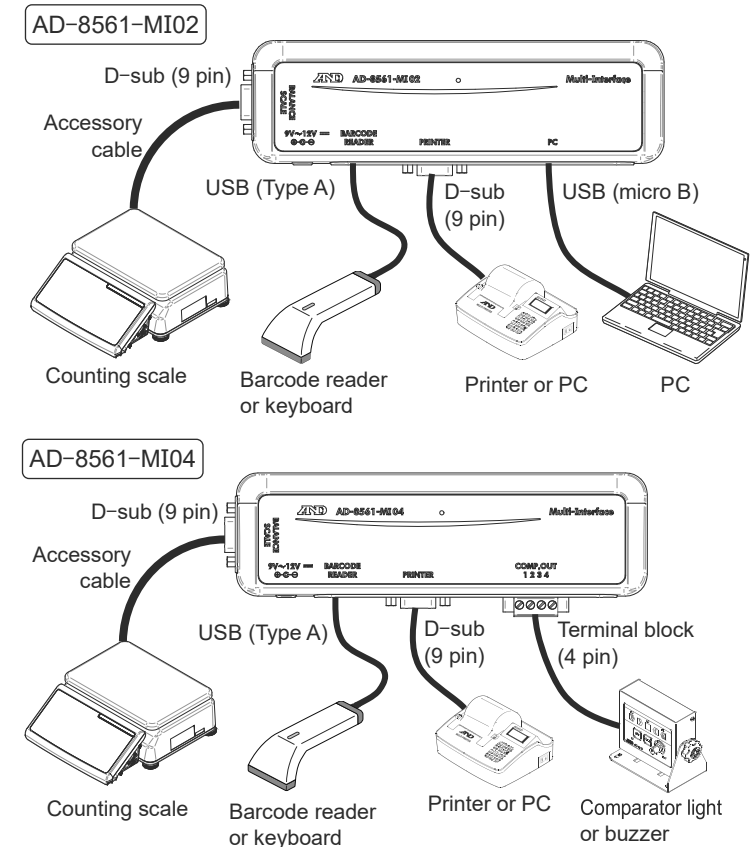 AD-8561-MI02
D-sub (9 pin)
Accessory
cable
BALANCE
SCALE
AND AD-8561-MI02
Multi-Interface
9V~12V
BARCODE
READER
PRINTER
PC
USB (Type A)
D-sub
(9 pin)
USB (micro B)
Counting scale
Barcode reader
or keyboard
Printer or PC
PC
AD-8561-MI04
D-sub (9 pin)
Accessory
cable
BALANCE
SCALE
AND AD-8561-MI04
Multi-Interface
9V~12V
BARCODE
READER
PRINTER
COMP,OUT
1 2 3 4
USB (Type A)
D-sub
(9 pin)
Terminal block
(4 pin)
Counting scale
Barcode reader
or keyboard
Printer or PC
Comparator light
or buzzer